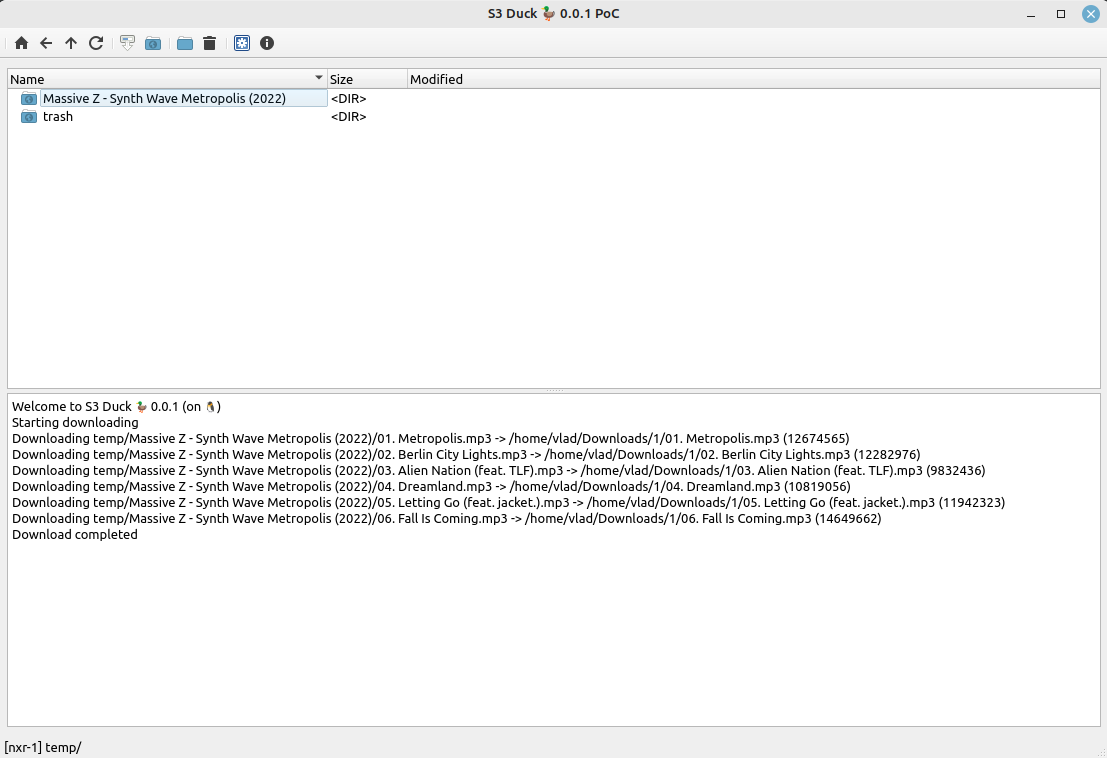 S3 Duck 🦆 0.0.1 PoC
Name Size Modified
Massive Z - Synth Wave Metropolis (2022) <DIR>
trash <DIR>
Welcome to S3 Duck 🦆 0.0.1 (on 🐧)
Starting downloading
Downloading temp/Massive Z - Synth Wave Metropolis (2022)/01. Metropolis.mp3 -> /home/vlad/Downloads/1/01. Metropolis.mp3 (12674565)
Downloading temp/Massive Z - Synth Wave Metropolis (2022)/02. Berlin City Lights.mp3 -> /home/vlad/Downloads/1/02. Berlin City Lights.mp3 (12282976)
Downloading temp/Massive Z - Synth Wave Metropolis (2022)/03. Alien Nation (feat. TLF).mp3 -> /home/vlad/Downloads/1/03. Alien Nation (feat. TLF).mp3 (9832436)
Downloading temp/Massive Z - Synth Wave Metropolis (2022)/04. Dreamland.mp3 -> /home/vlad/Downloads/1/04. Dreamland.mp3 (10819056)
Downloading temp/Massive Z - Synth Wave Metropolis (2022)/05. Letting Go (feat. jacket.).mp3 -> /home/vlad/Downloads/1/05. Letting Go (feat. jacket.).mp3 (11942323)
Downloading temp/Massive Z - Synth Wave Metropolis (2022)/06. Fall Is Coming.mp3 -> /home/vlad/Downloads/1/06. Fall Is Coming.mp3 (14649662)
Download completed
[nxr-1] temp/